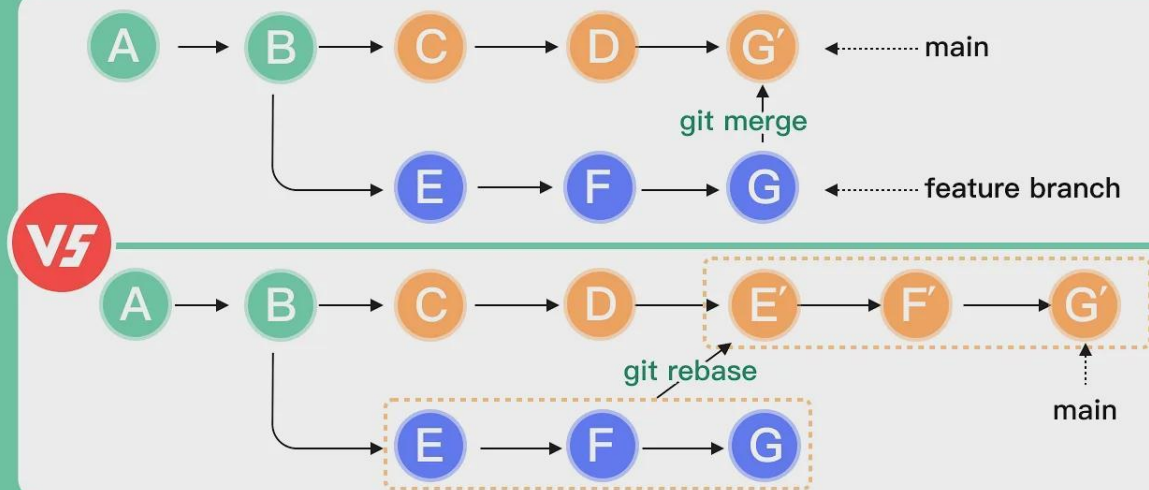 A B C D G′ main
git merge
E F G feature branch
VS
A B C D E′ F′ G′
git rebase
main
E F G